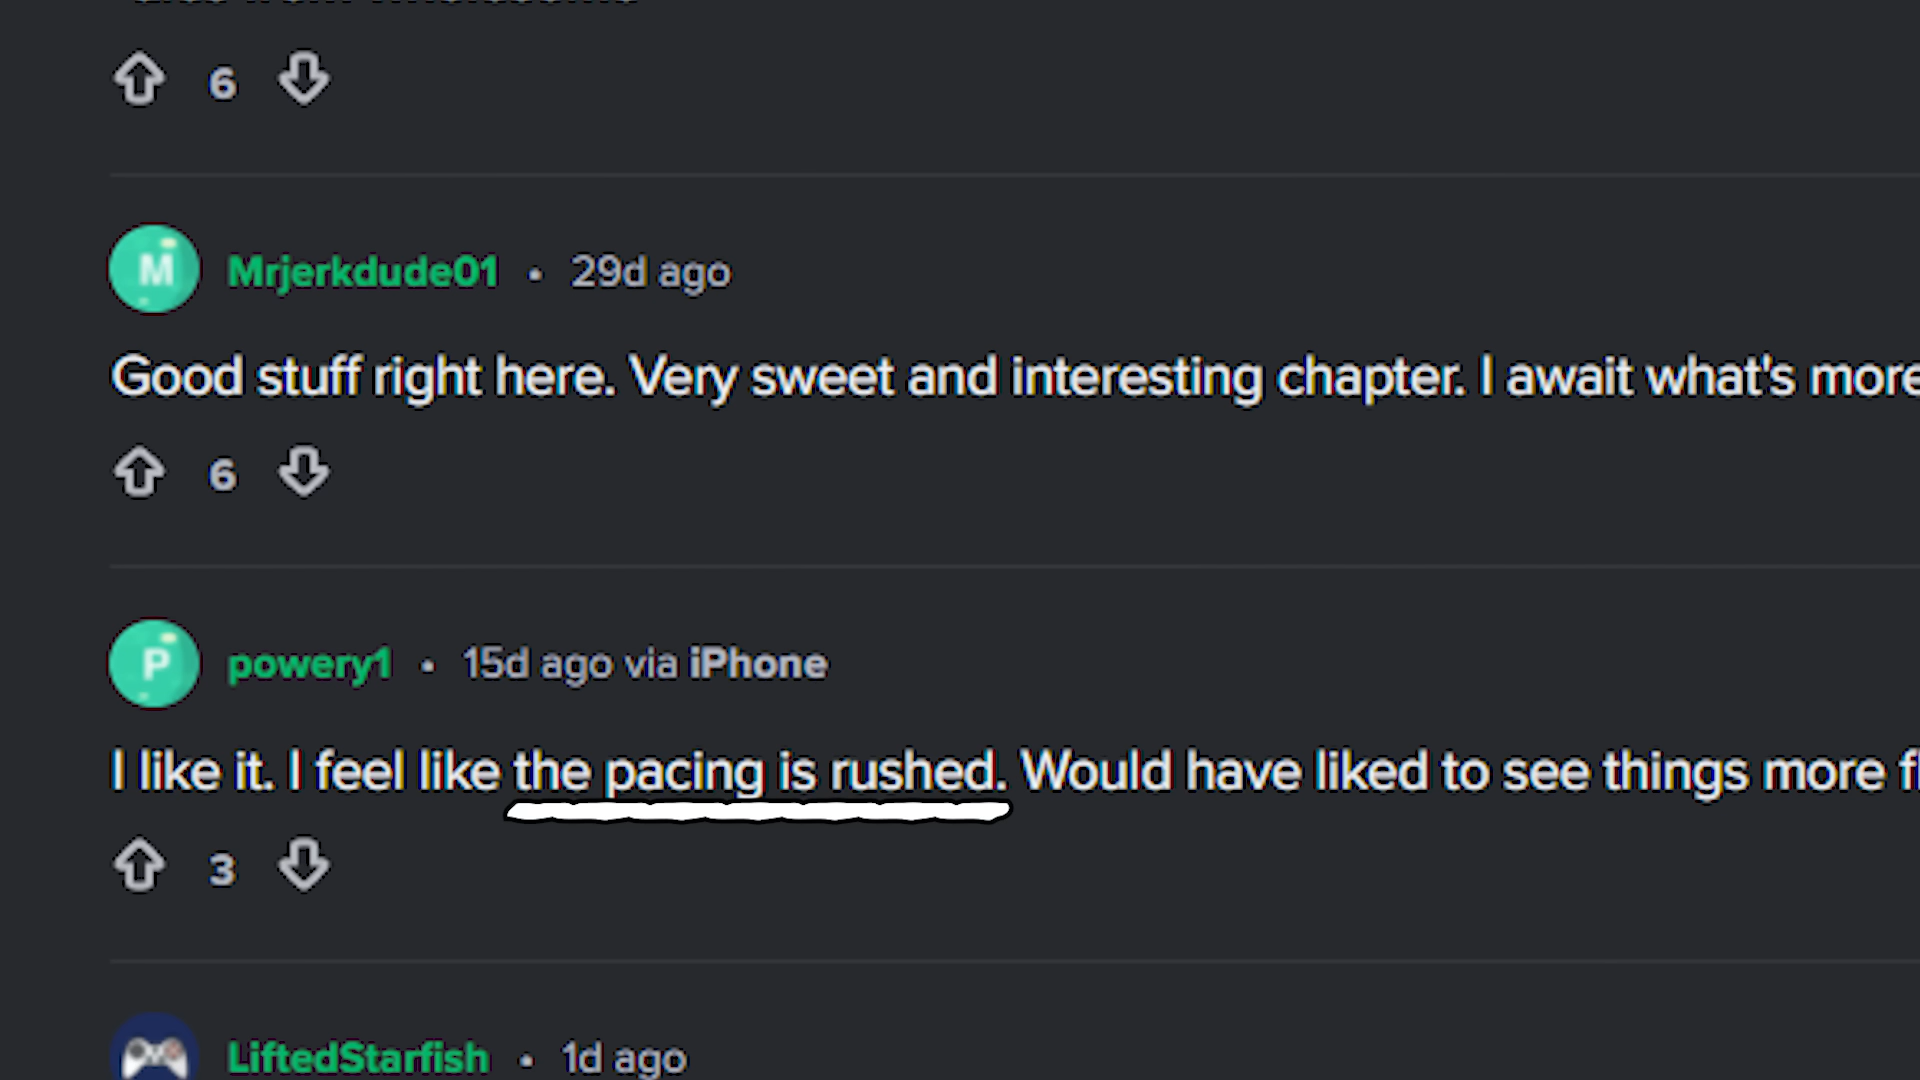 6
M Mrjerkdude01 • 29d ago
Good stuff right here. Very sweet and interesting chapter. I await what's more
6
P powery1 • 15d ago via iPhone
I like it. I feel like the pacing is rushed. Would have liked to see things more fl
3
LiftedStarfish • 1d ago